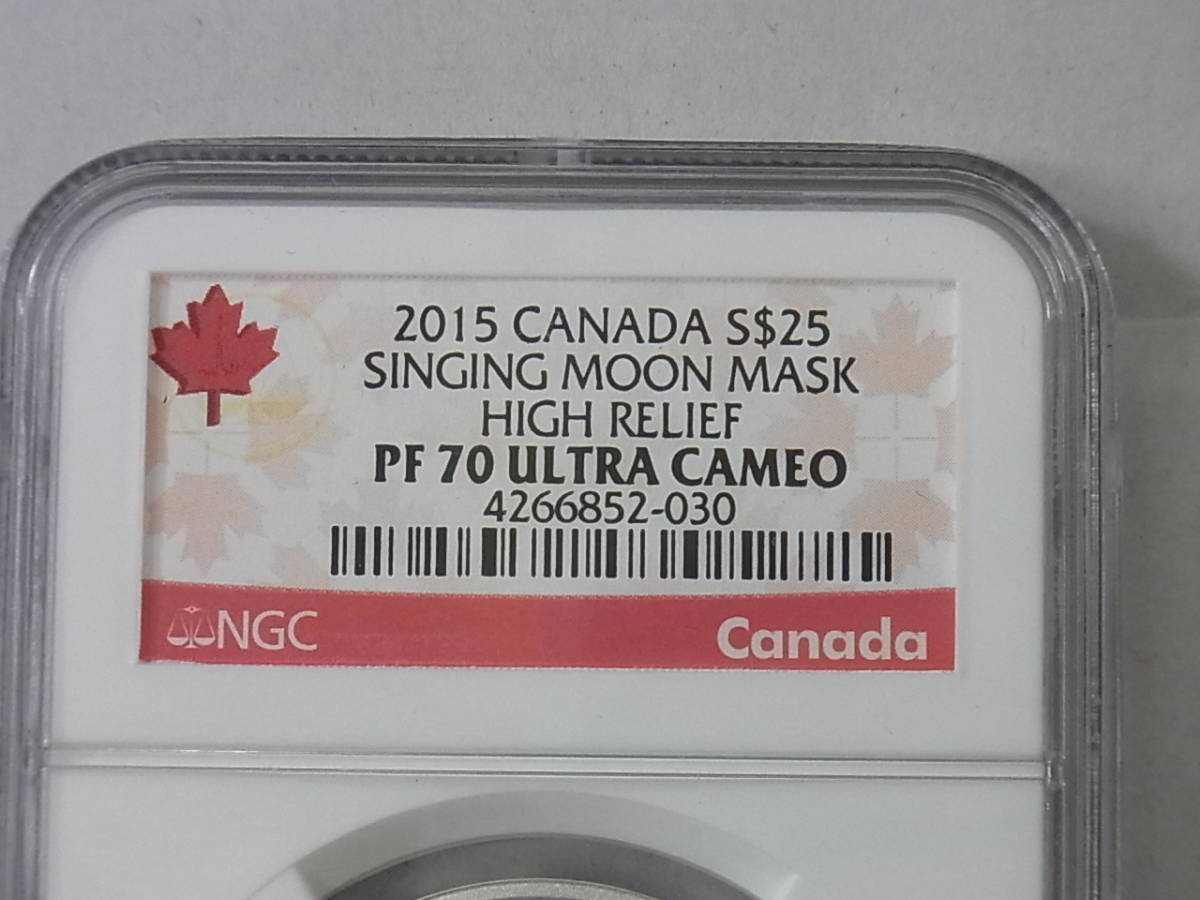 2015 CANADA S$25
SINGING MOON MASK
HIGH RELIEF
PF 70 ULTRA CAMEO
4266852-030
NGC
Canada